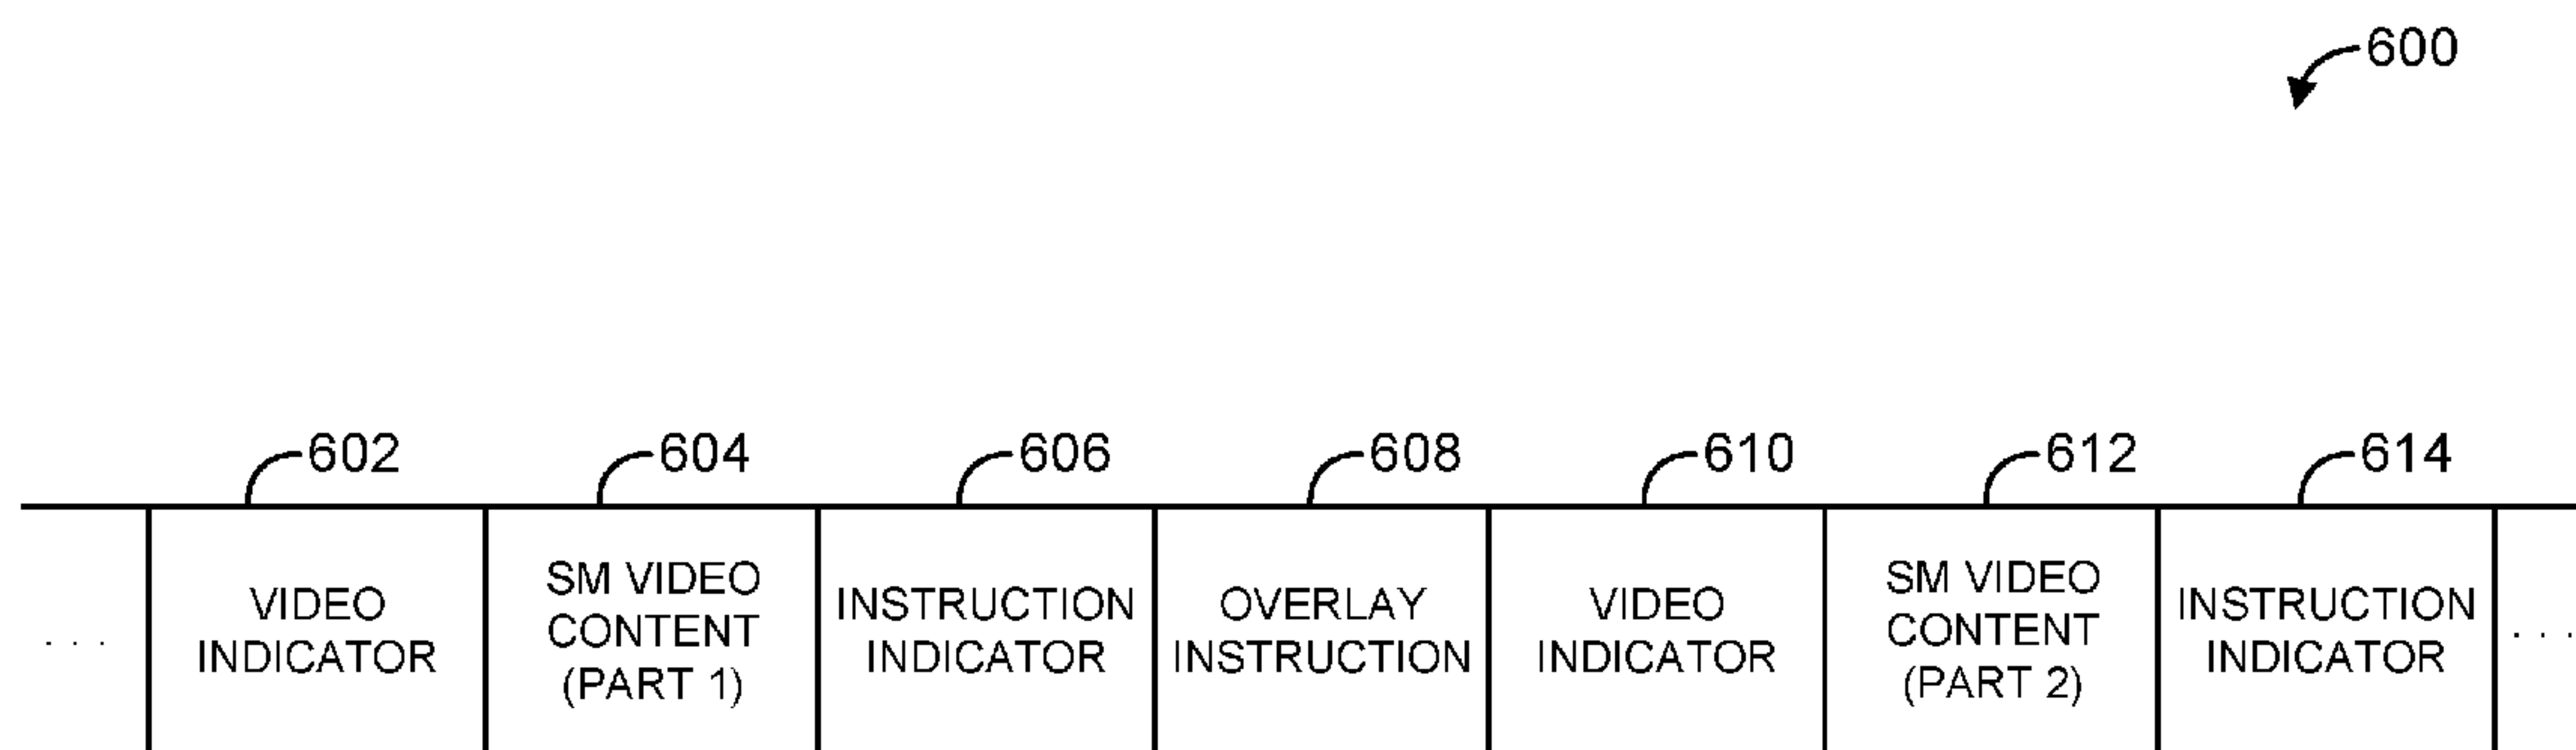 600
602
604
606
608
610
612
614
. . .
VIDEO
INDICATOR
SM VIDEO
CONTENT
(PART 1)
INSTRUCTION
INDICATOR
OVERLAY
INSTRUCTION
VIDEO
INDICATOR
SM VIDEO
CONTENT
(PART 2)
INSTRUCTION
INDICATOR
. . .